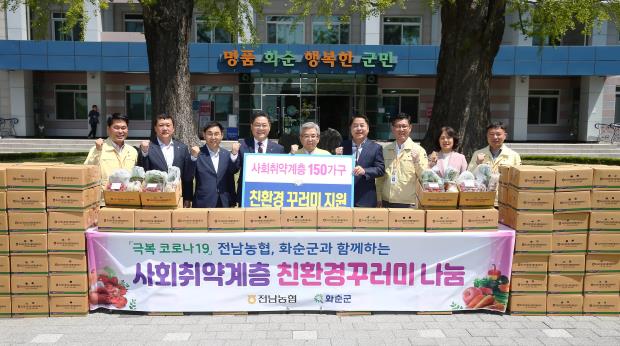 명품 화순 행복한 군민
사회취약계층 150가구
친환경 꾸러미 지원
「극복 코로나19」 전남농협, 화순군과 함께하는
사회취약계층 친환경꾸러미 나눔
전남농협 화순군